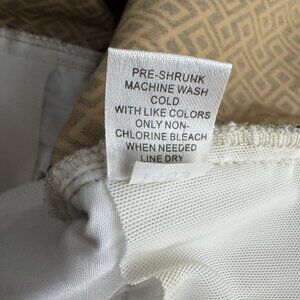 PRE-SHRUNK
MACHINE WASH
COLD
WITH LIKE COLORS
ONLY NON-
CHLORINE BLEACH
WHEN NEEDED
LINE DRY